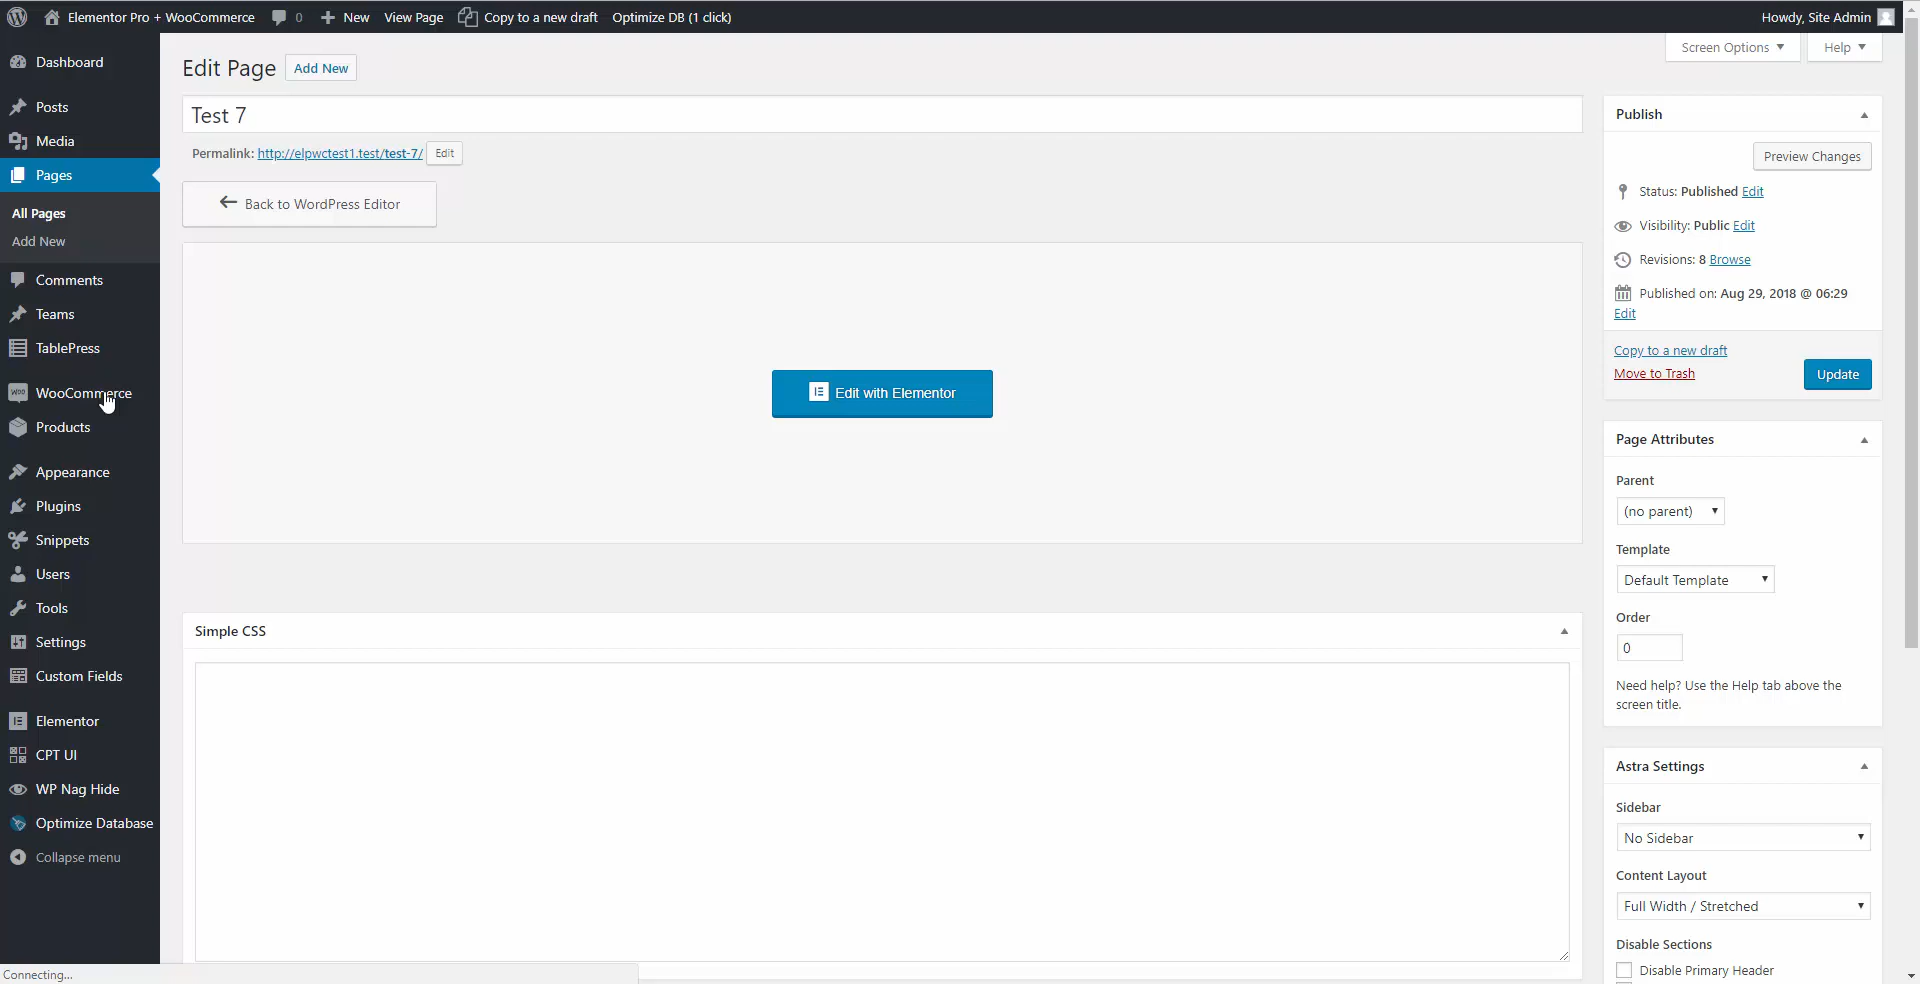 Elementor Pro + WooCommerce 0 New View Page Copy to a new draft Optimize DB (1 click) Howdy, Site Admin
Screen Options ▼ Help ▼
Dashboard
Posts
Media
Pages
All Pages
Add New
Comments
Teams
TablePress
WooCommerce
Products
Appearance
Plugins
Snippets
Users
Tools
Settings
Custom Fields
Elementor
CPT UI
WP Nag Hide
Optimize Database
Collapse menu
Connecting...
Edit Page Add New
Test 7
Permalink: http://elpwctest1.test/test-7/ Edit
← Back to WordPress Editor
Edit with Elementor
Simple CSS
Publish
Preview Changes
Status: Published Edit
Visibility: Public Edit
Revisions: 8 Browse
Published on: Aug 29, 2018 @ 06:29
Edit
Copy to a new draft
Move to Trash
Update
Page Attributes
Parent
(no parent)
Template
Default Template
Order
0
Need help? Use the Help tab above the
screen title.
Astra Settings
Sidebar
No Sidebar
Content Layout
Full Width / Stretched
Disable Sections
Disable Primary Header